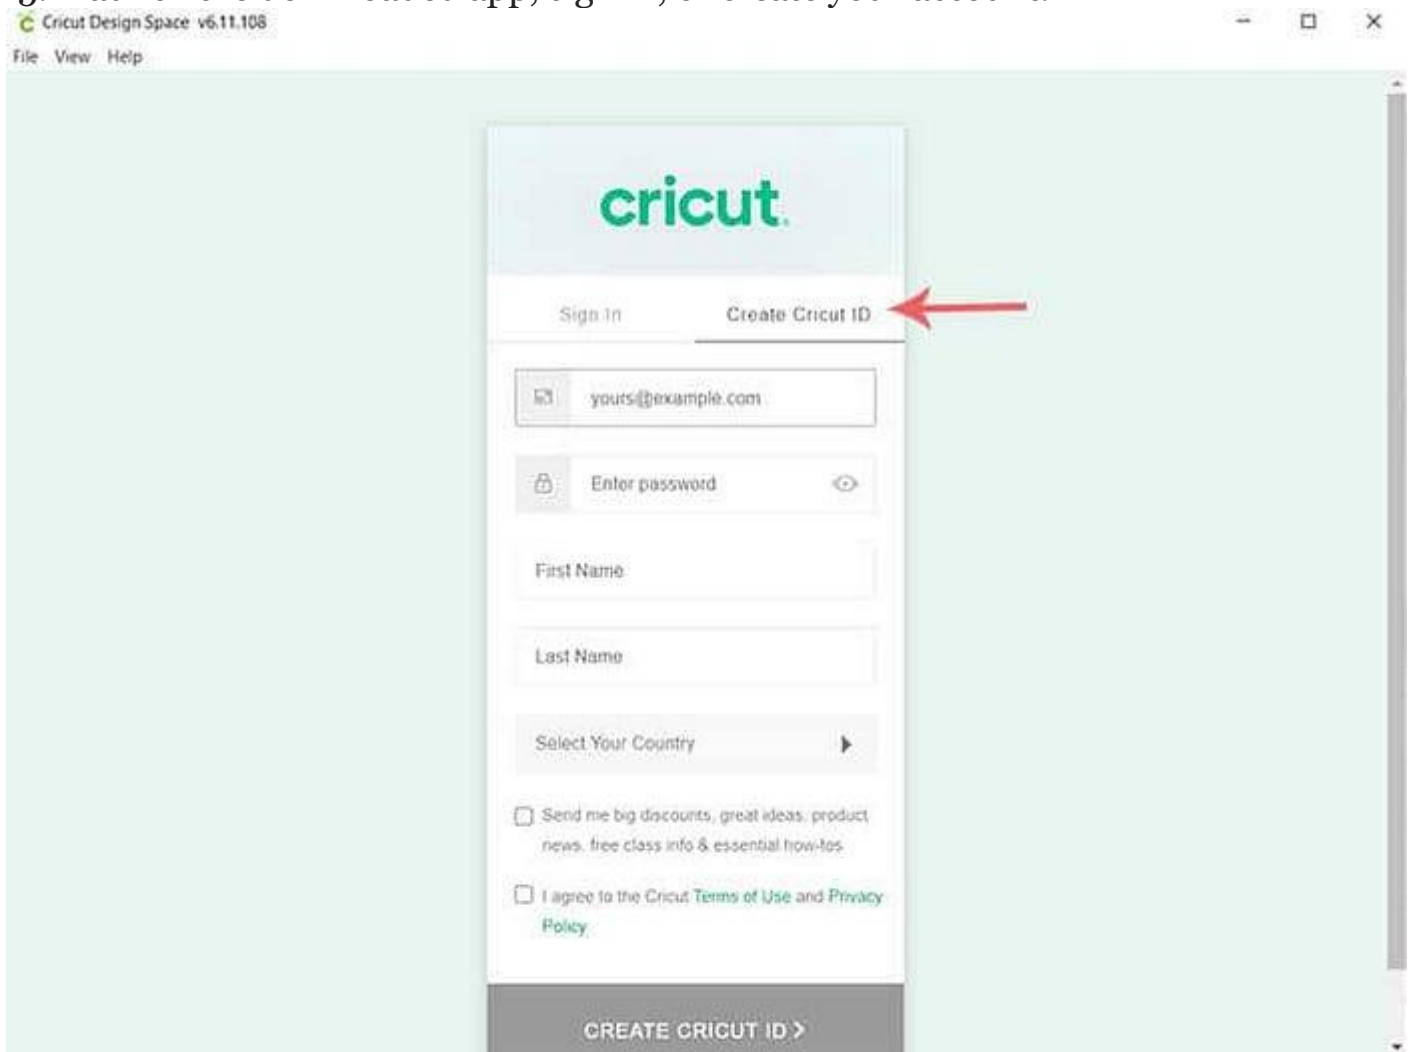 Cricut Design Space v6.11.108
File View Help
cricut.
Sign In Create Cricut ID
yours@example.com
Enter password
First Name
Last Name
Select Your Country
Send me big discounts, great ideas, product
news, free class info & essential how-tos
I agree to the Cricut Terms of Use and Privacy
Policy
CREATE CRICUT ID >